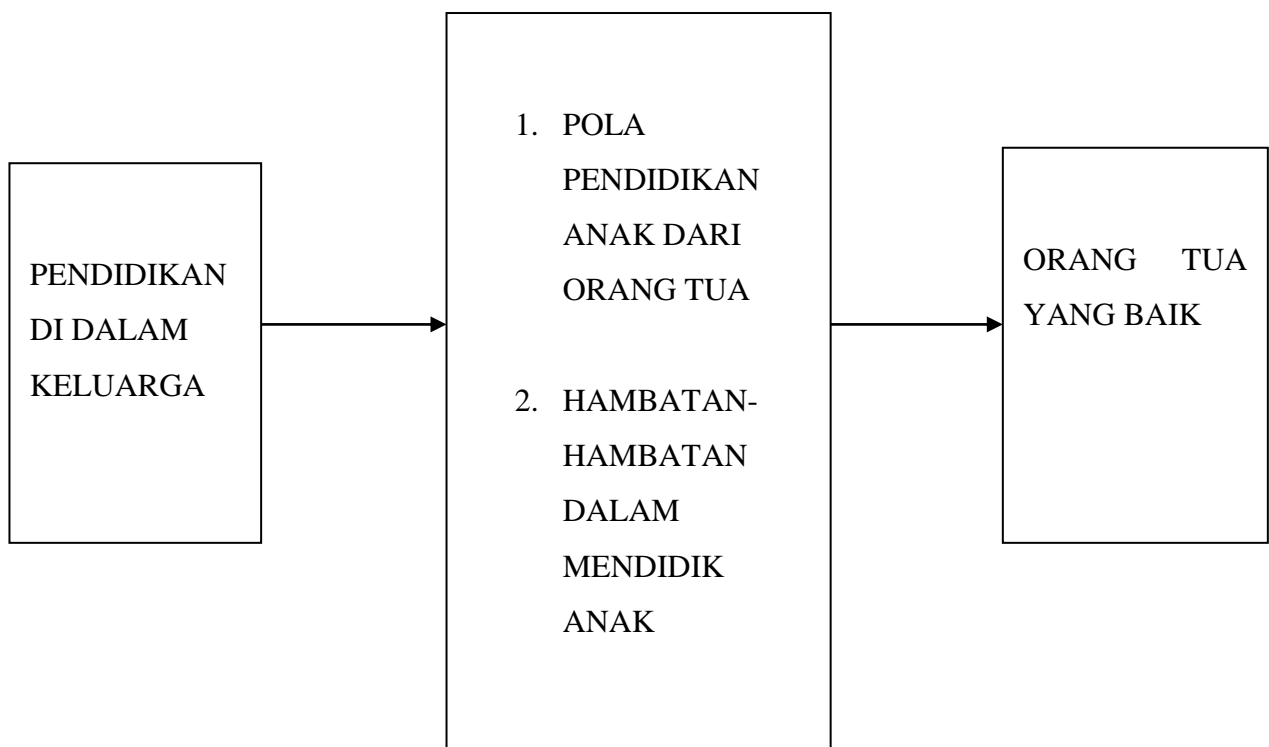 PENDIDIKAN
DI DALAM
KELUARGA
1. POLA
PENDIDIKAN
ANAK DARI
ORANG TUA
2. HAMBATAN-
HAMBATAN
DALAM
MENDIDIK
ANAK
ORANG TUA
YANG BAIK